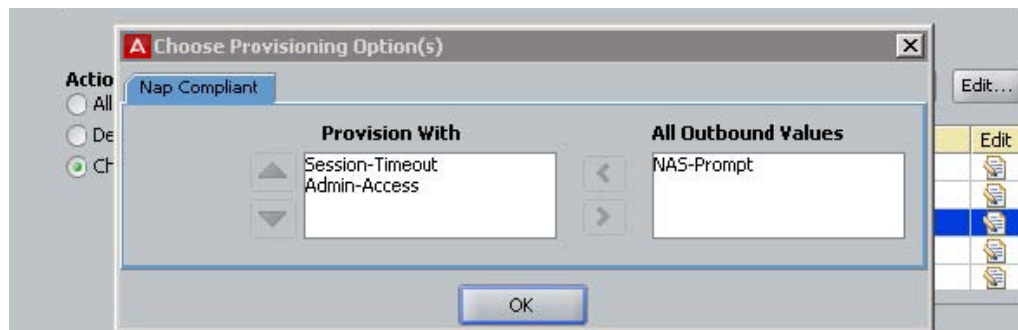 Choose Provisioning Option(s)
Nap Compliant
Edit...
Provision With
All Outbound Values
Edit
Session-Timeout
Admin-Access
NAS-Prompt
OK